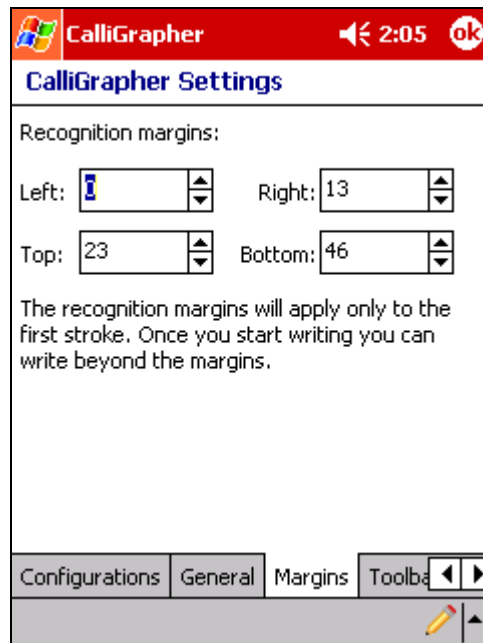 CalliGrapher 2:05 ok
CalliGrapher Settings
Recognition margins:
Left: 0 Right: 13
Top: 23 Bottom: 46
The recognition margins will apply only to the
first stroke. Once you start writing you can
write beyond the margins.
Configurations General Margins Toolba